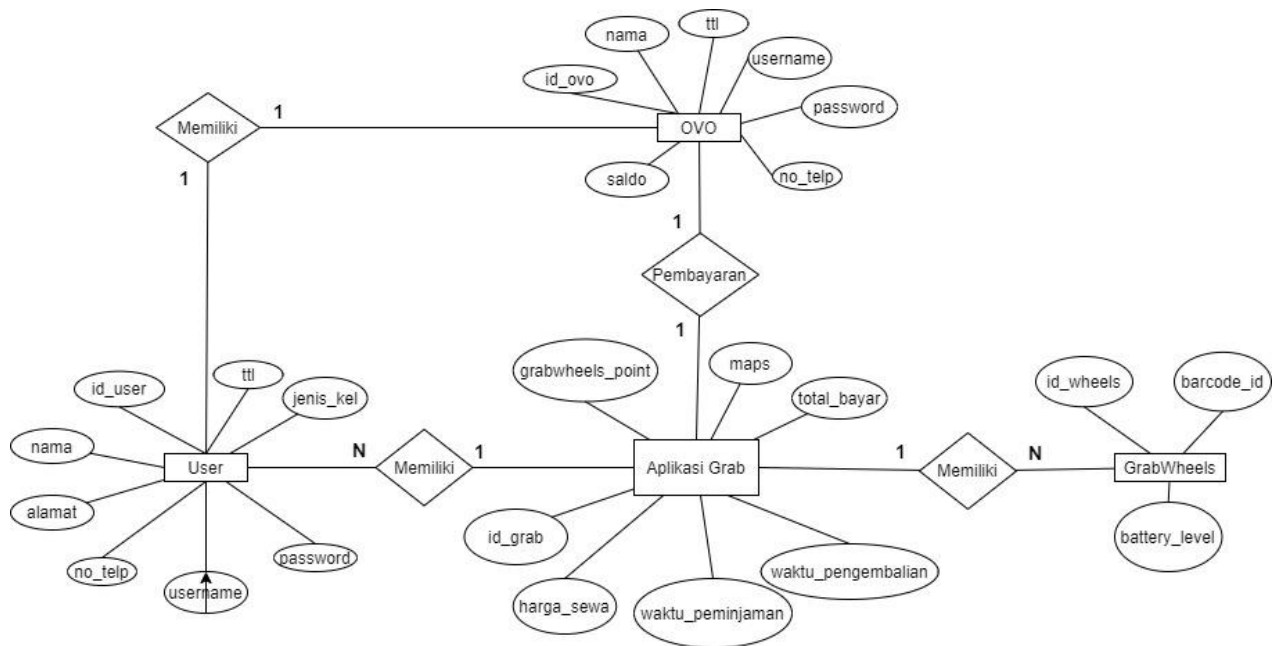 ttl
nama
username
id_ovo
password
1
Memiliki
OVO
1
saldo
no_telp
1
Pembayaran
1
grabwheels_point
maps
id_wheels
barcode_id
id_user
ttl
jenis_kel
total_bayar
nama
N
Memiliki
1
Aplikasi Grab
1
Memiliki
N
User
GrabWheels
alamat
id_grab
battery_level
no_telp
password
waktu_pengembalian
username
harga_sewa
waktu_peminjaman